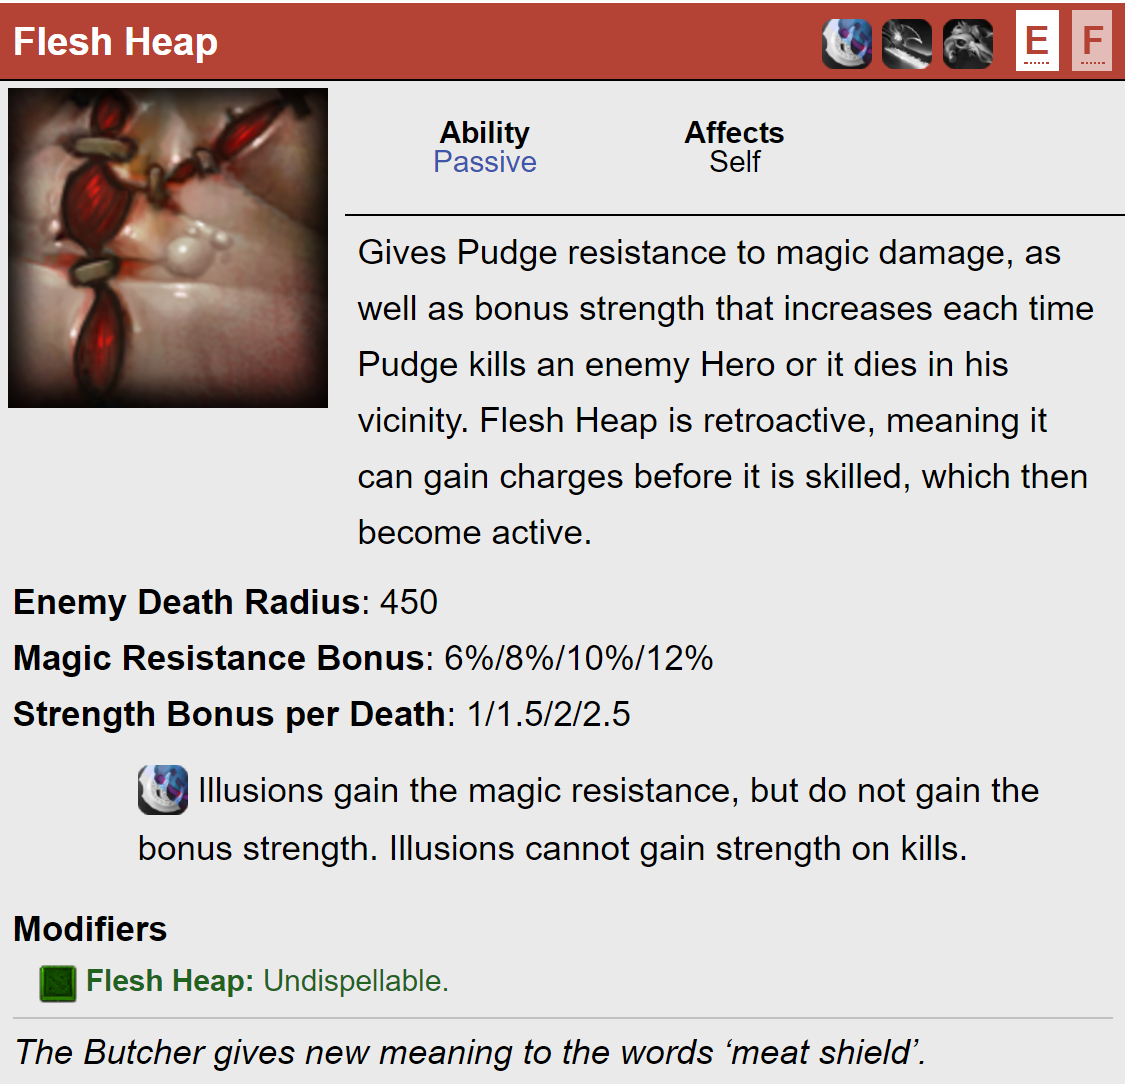 Flesh Heap E F
Ability Affects
Passive Self
Gives Pudge resistance to magic damage, as
well as bonus strength that increases each time
Pudge kills an enemy Hero or it dies in his
vicinity. Flesh Heap is retroactive, meaning it
can gain charges before it is skilled, which then
become active.
Enemy Death Radius: 450
Magic Resistance Bonus: 6%/8%/10%/12%
Strength Bonus per Death: 1/1.5/2/2.5
Illusions gain the magic resistance, but do not gain the
bonus strength. Illusions cannot gain strength on kills.
Modifiers
Flesh Heap: Undispellable.
The Butcher gives new meaning to the words ‘meat shield’.